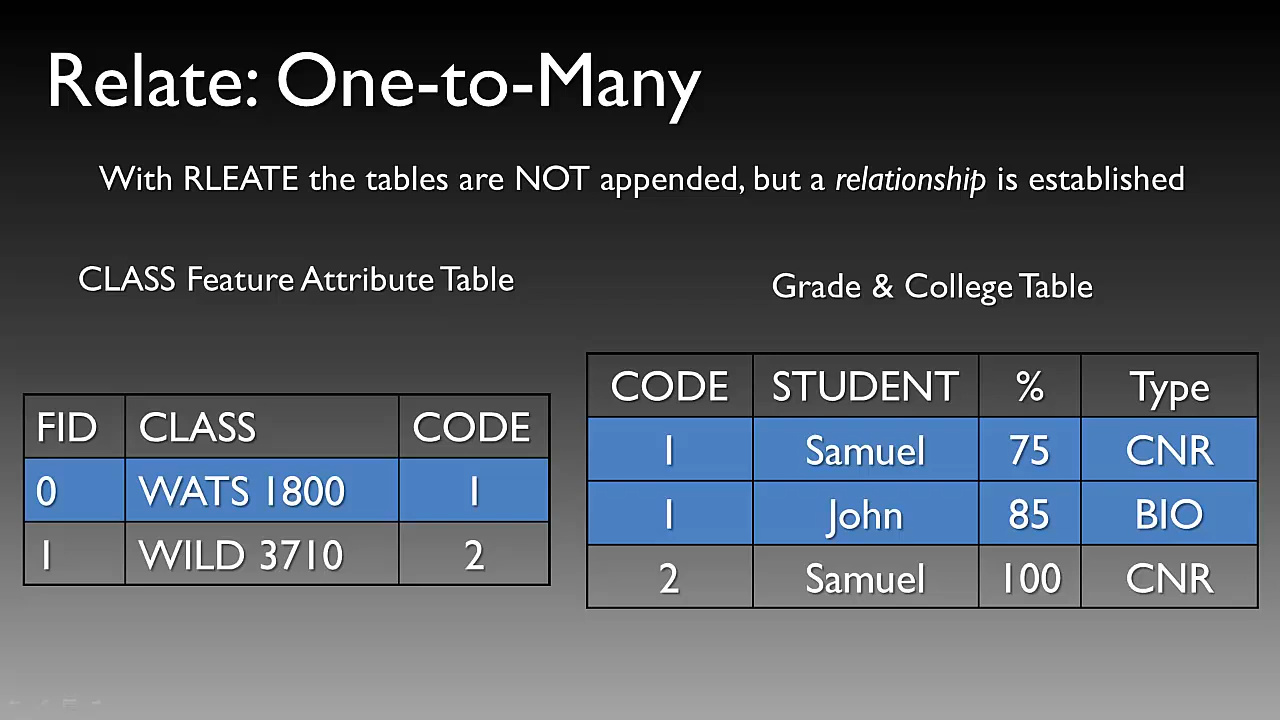 Relate: One-to-Many
With RLEATE the tables are NOT appended, but a relationship is established
CLASS Feature Attribute Table
FID CLASS CODE
0 WATS 1800 1
1 WILD 3710 2
Grade & College Table
CODE STUDENT % Type
1 Samuel 75 CNR
1 John 85 BIO
2 Samuel 100 CNR